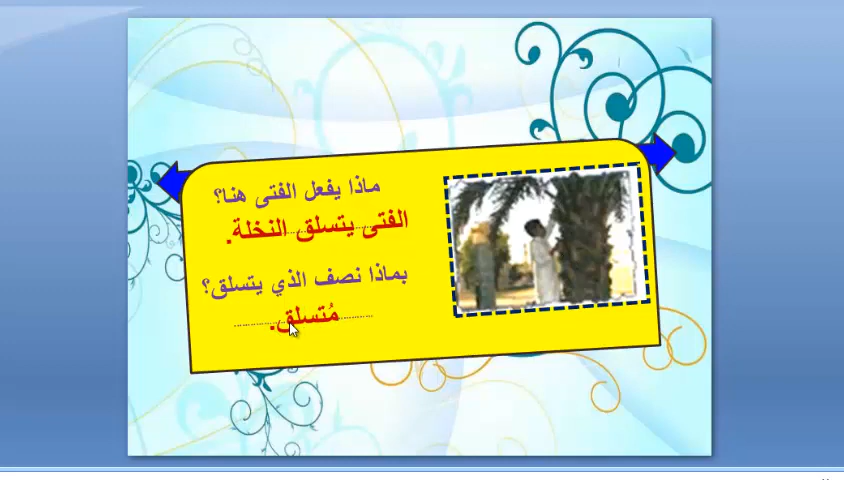 ماذا يفعل الفتى هنا؟
الفتى يتسلق النخلة.
بماذا نصف الذي يتسلق؟
مُتسلق.